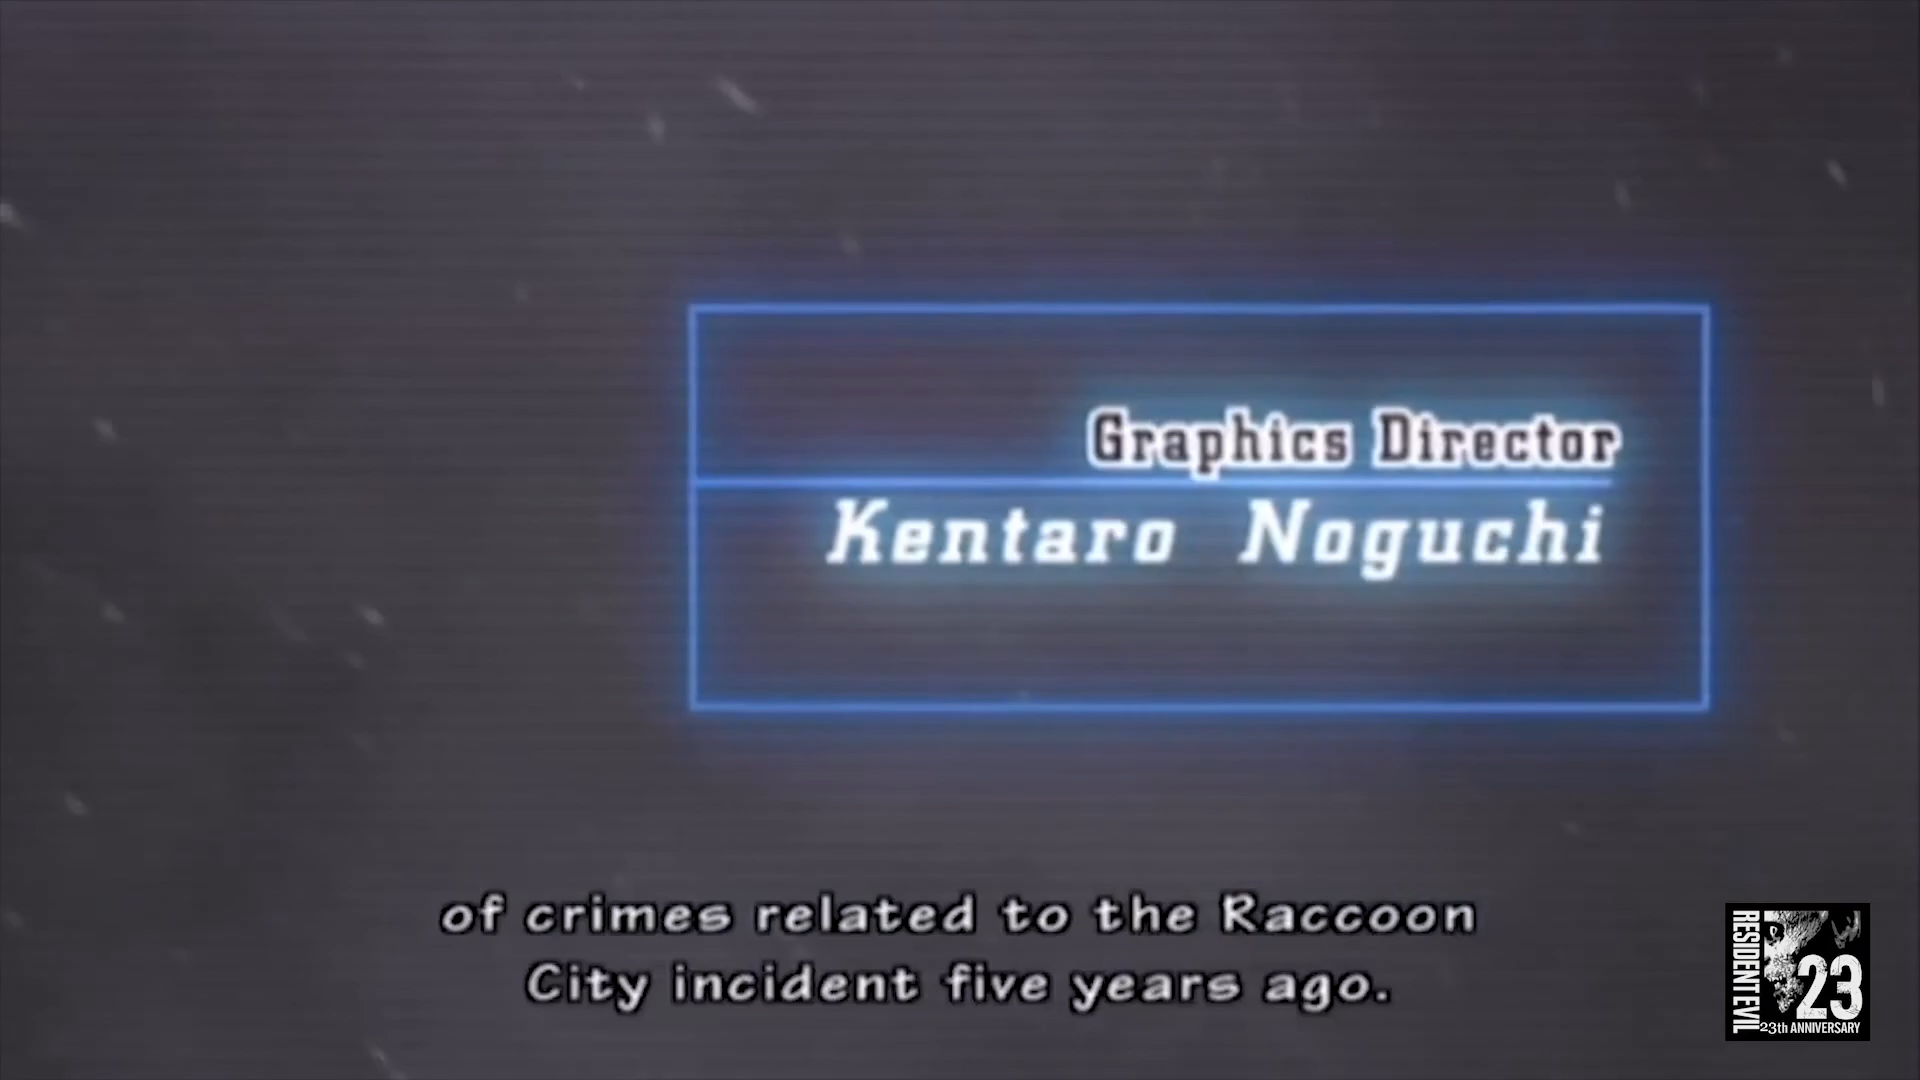 Graphics Director
Kentaro Noguchi
of crimes related to the Raccoon
City incident five years ago.
RESIDENT EVIL
23
23th ANNIVERSARY